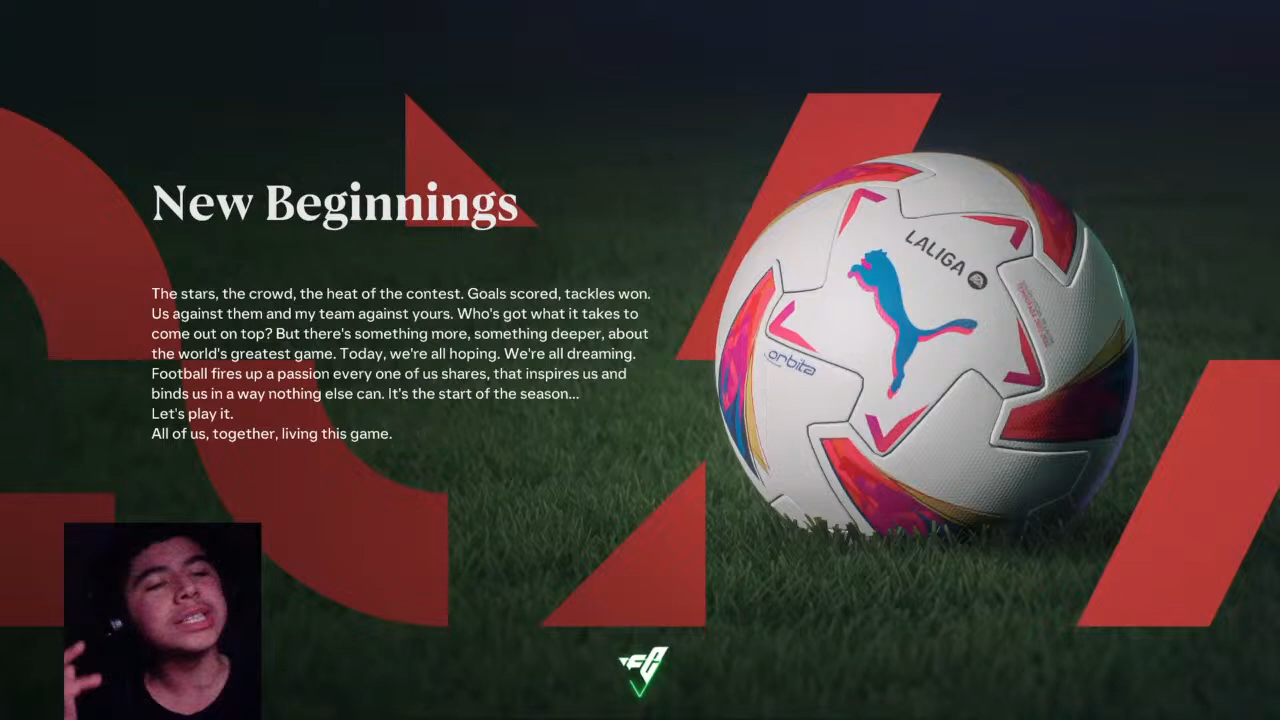 New Beginnings
The stars, the crowd, the heat of the contest. Goals scored, tackles won.
Us against them and my team against yours. Who's got what it takes to
come out on top? But there's something more, something deeper, about
the world's greatest game. Today, we're all hoping. We're all dreaming.
Football fires up a passion every one of us shares, that inspires us and
binds us in a way nothing else can. It's the start of the season...
Let's play it.
All of us, together, living this game.
LALIGA
orbita
FC